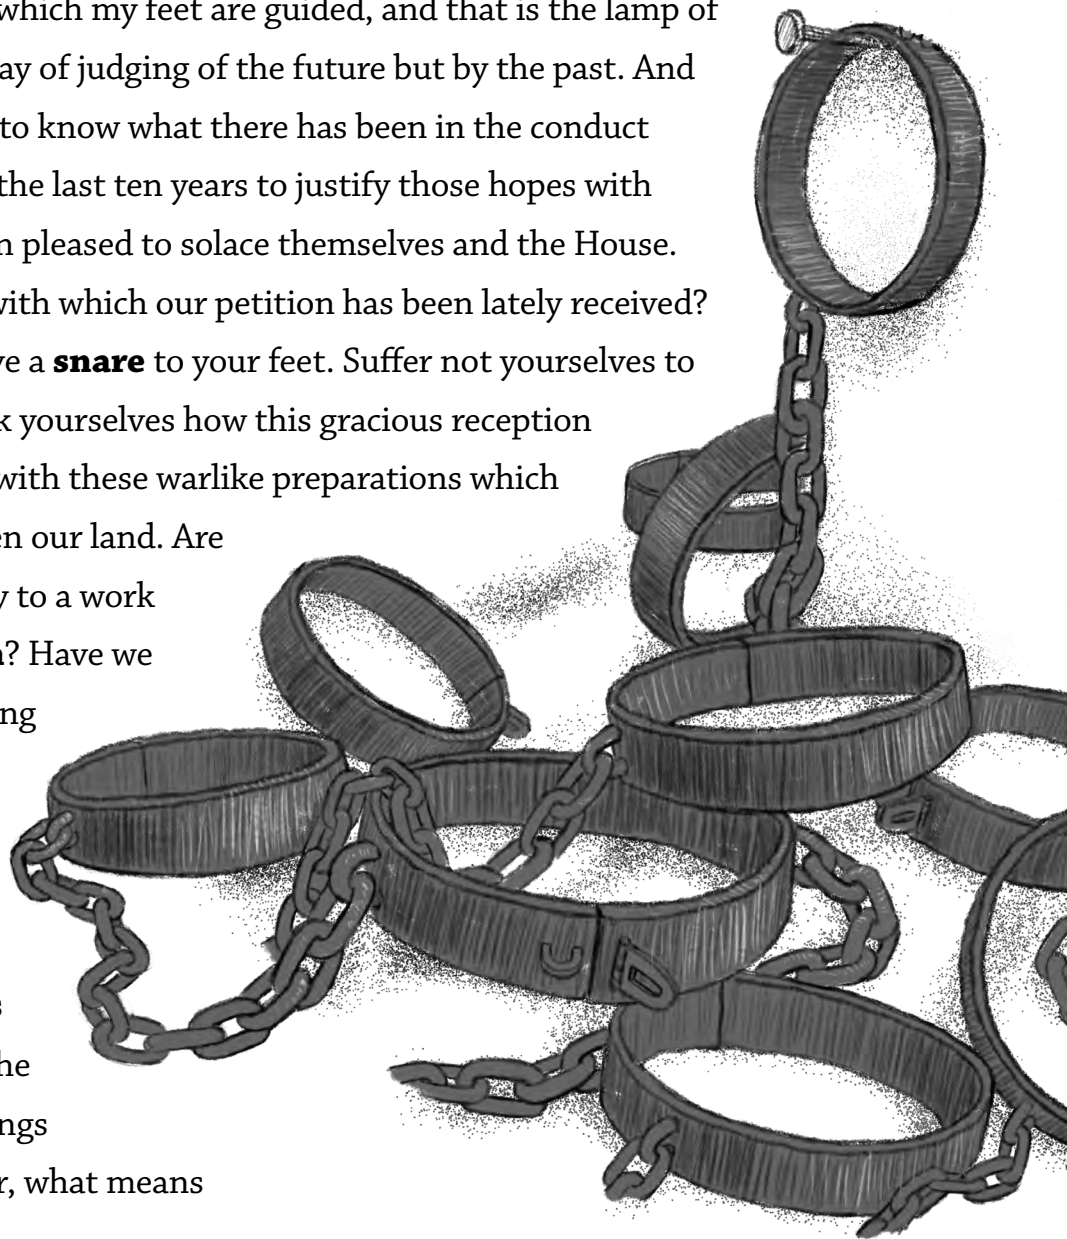 which my feet are guided, and that is the lamp of
ay of judging of the future but by the past. And
to know what there has been in the conduct
the last ten years to justify those hopes with
n pleased to solace themselves and the House.
with which our petition has been lately received?
ve a snare to your feet. Suffer not yourselves to
k yourselves how this gracious reception
with these warlike preparations which
en our land. Are
y to a work
? Have we
ng
s
he
ngs
r, what means